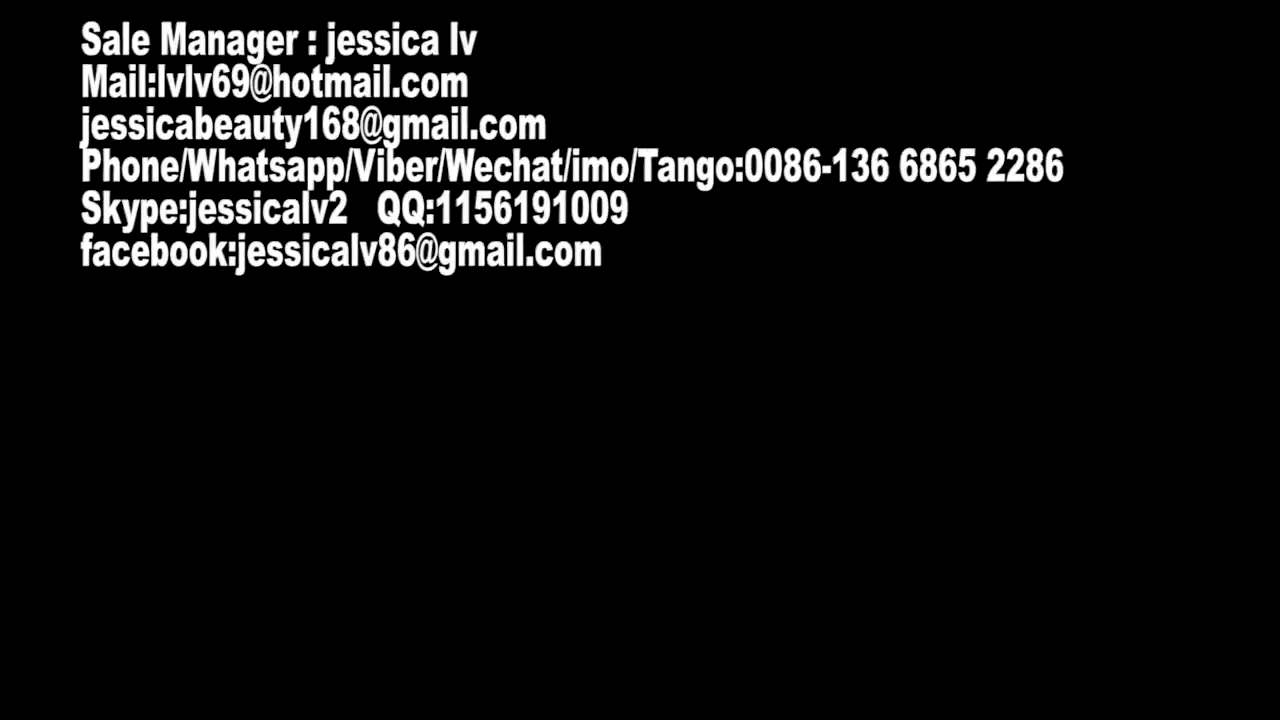 Sale Manager : jessica lv
Mail:lvlv69@hotmail.com
jessicabeauty168@gmail.com
Phone/Whatsapp/Viber/Wechat/imo/Tango:0086-136 6865 2286
Skype:jessicalv2   QQ:1156191009
facebook:jessicalv86@gmail.com